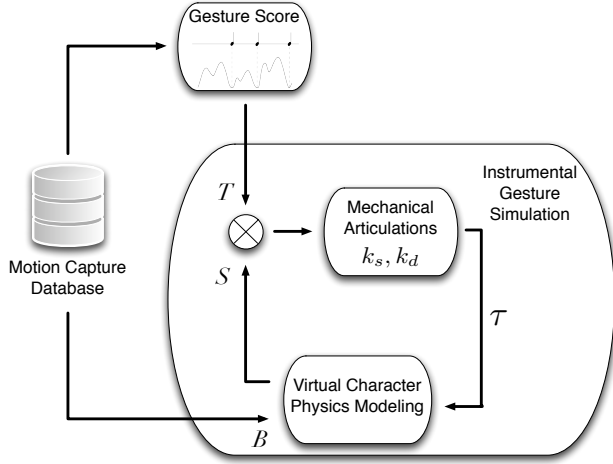 Gesture Score
Instrumental
Gesture
Simulation
T
Mechanical
Articulations
k_s, k_d
Motion Capture
Database
S
τ
Virtual Character
Physics Modeling
B